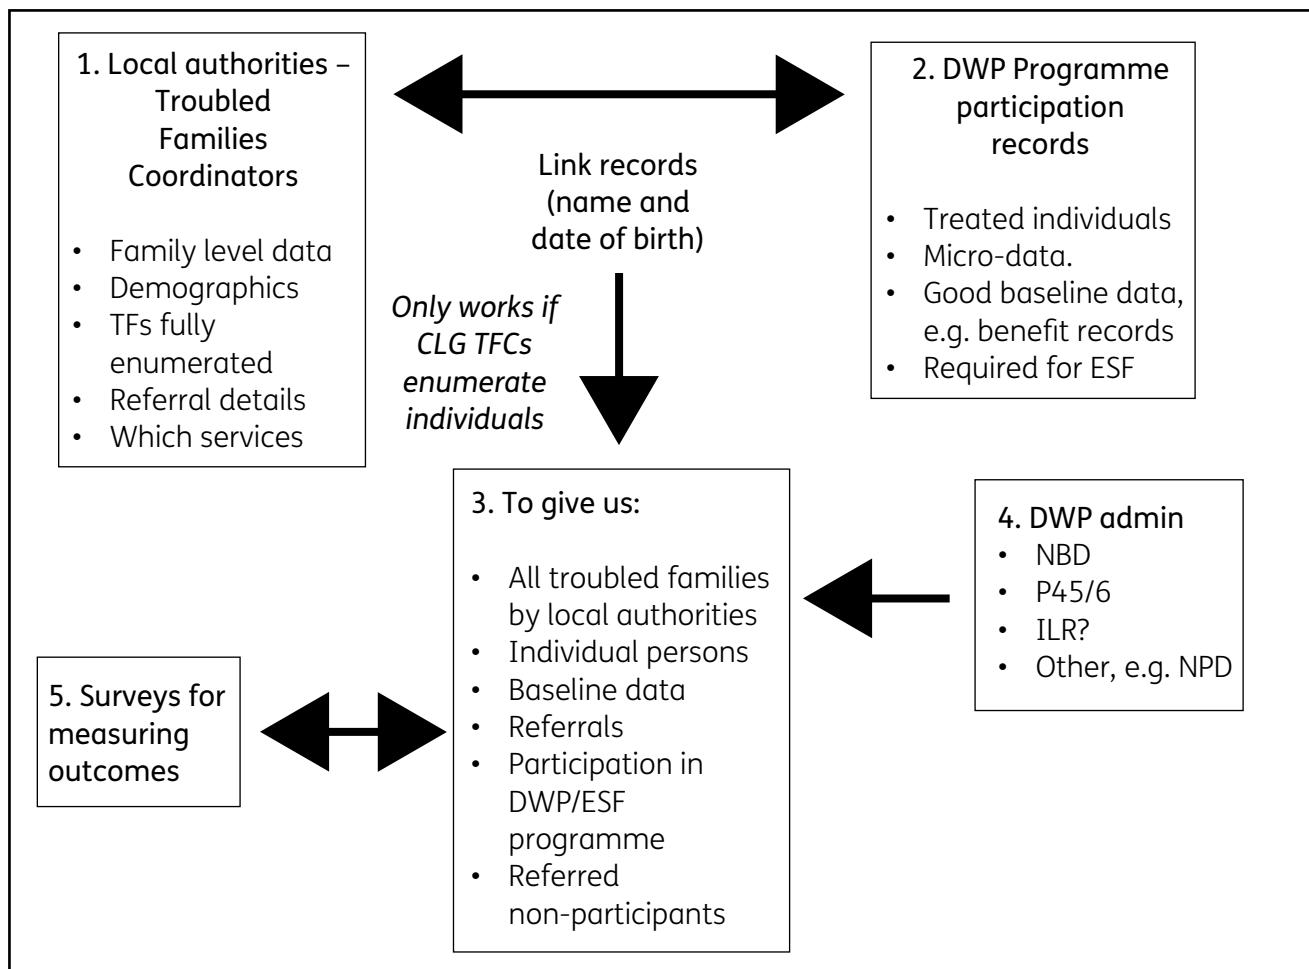 1. Local authorities –
Troubled
Families
Coordinators
• Family level data
• Demographics
• TFs fully
enumerated
• Referral details
• Which services
Link records
(name and
date of birth)
Only works if
CLG TFCs
enumerate
individuals
2. DWP Programme
participation
records
• Treated individuals
• Micro-data.
• Good baseline data,
e.g. benefit records
• Required for ESF
3. To give us:
• All troubled families
by local authorities
• Individual persons
• Baseline data
• Referrals
• Participation in
DWP/ESF
programme
• Referred
non-participants
4. DWP admin
• NBD
• P45/6
• ILR?
• Other, e.g. NPD
5. Surveys for
measuring
outcomes